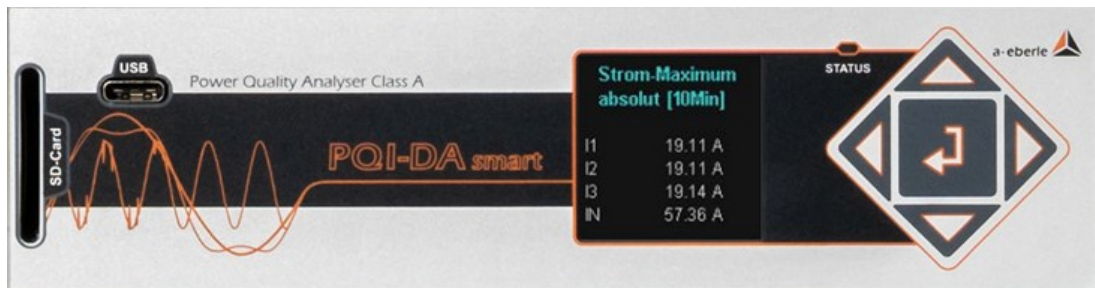 USB
Power Quality Analyser Class A
SD-Card
PQI-DA smart
Strom-Maximum
absolut [10Min]
I1 19.11 A
I2 19.11 A
I3 19.14 A
IN 57.36 A
STATUS
a-eberle